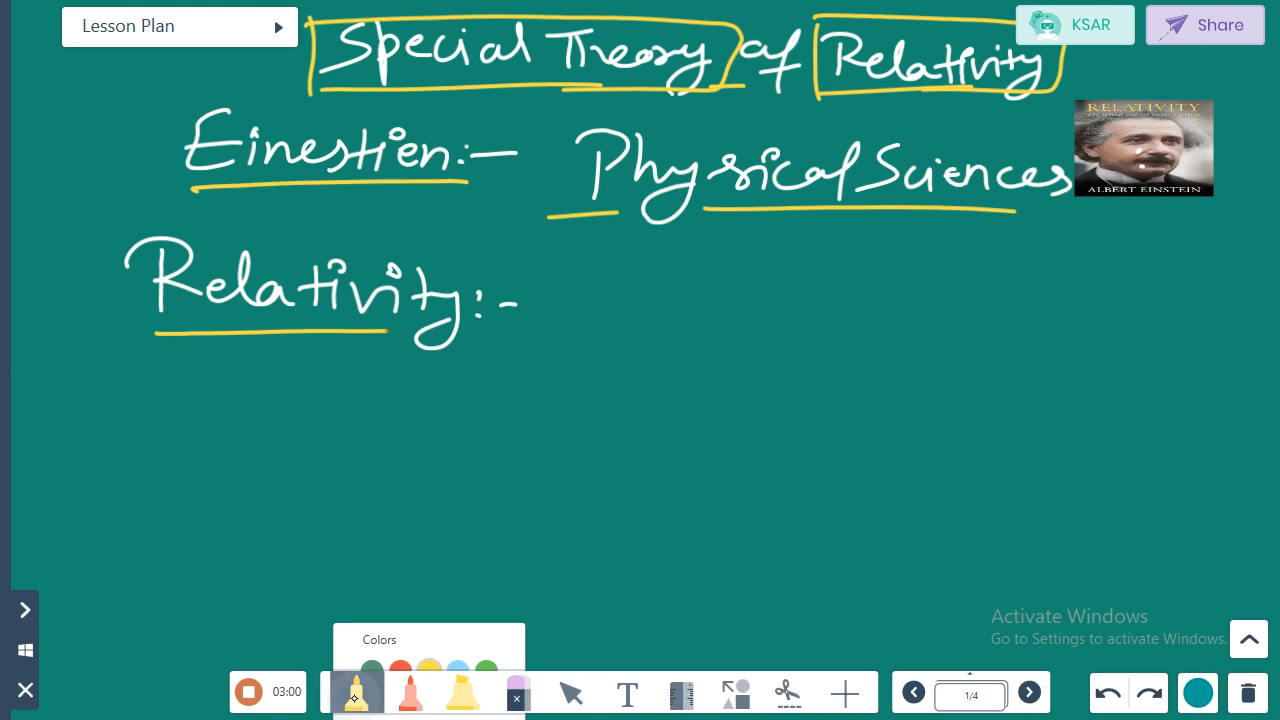 Lesson Plan
Special Theory of Relativity
KSAR
Share
Einestien:- Physical Sciences
RELATIVITY
ALBERT EINSTEIN
Relativity:-
Activate Windows
Go to Settings to activate Windows.
Colors
03:00
T
1/4